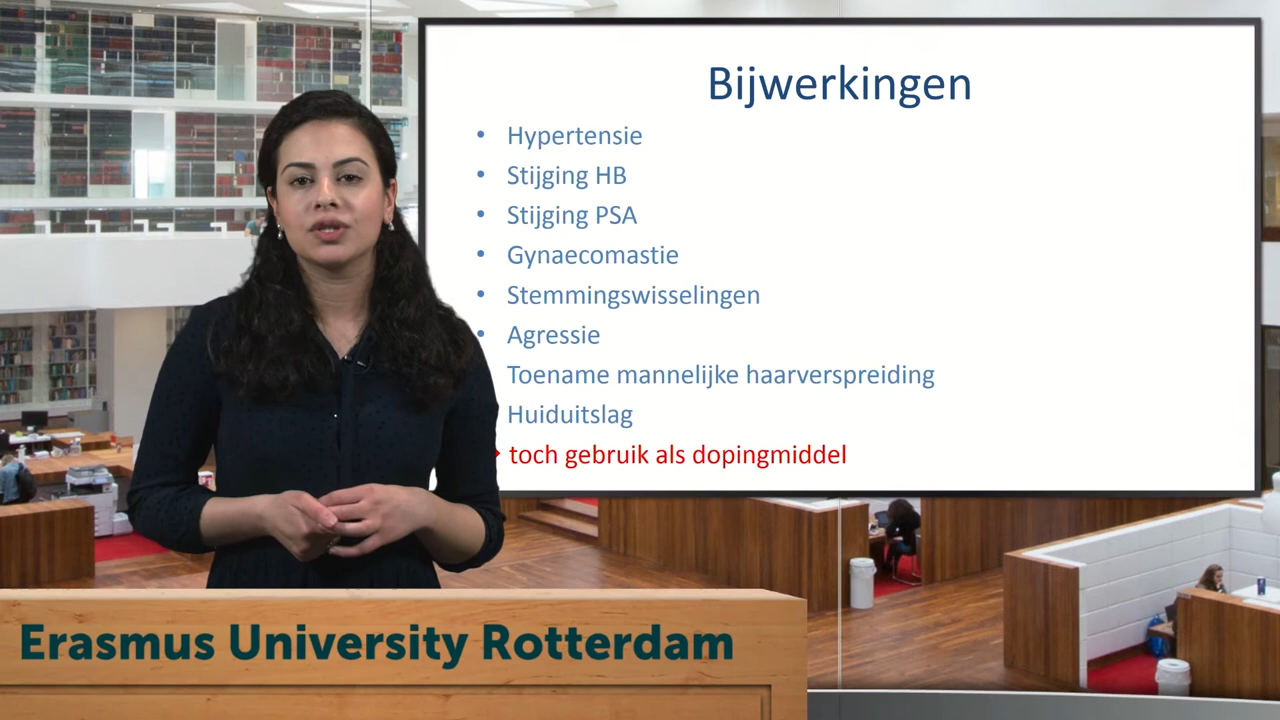 Bijwerkingen
• Hypertensie
• Stijging HB
• Stijging PSA
• Gynaecomastie
• Stemmingswisselingen
• Agressie
Toename mannelijke haarverspreiding
Huiduitslag
toch gebruik als dopingmiddel
Erasmus University Rotterdam